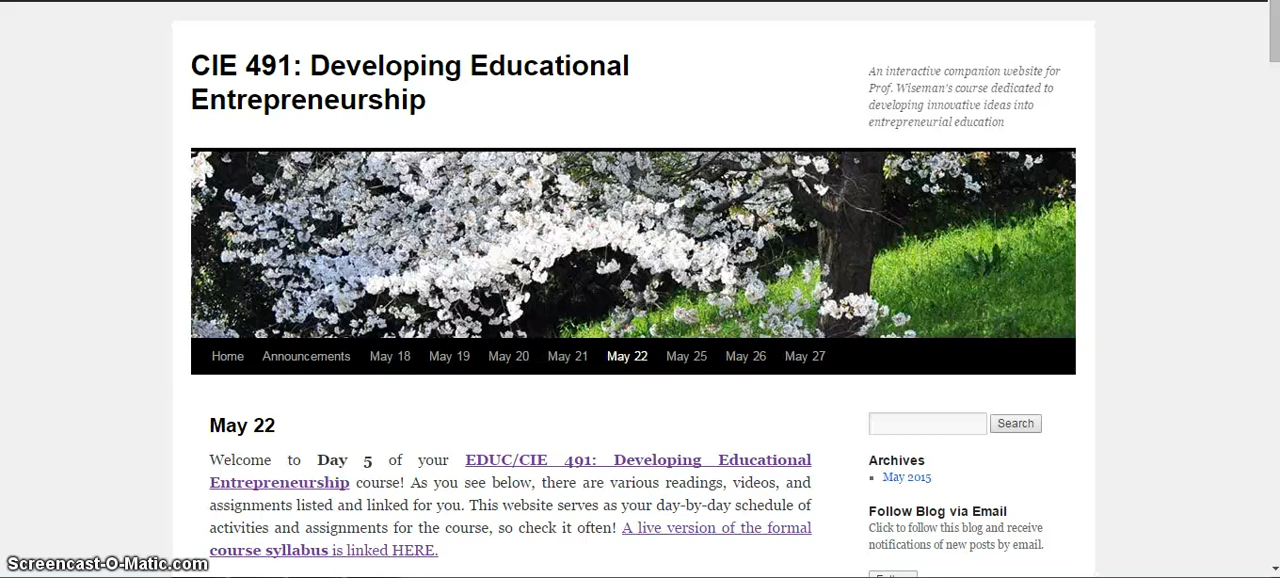 CIE 491: Developing Educational
Entrepreneurship
An interactive companion website for
Prof. Wiseman's course dedicated to
developing innovative ideas into
entrepreneurial education
Home Announcements May 18 May 19 May 20 May 21 May 22 May 25 May 26 May 27
May 22
Welcome to Day 5 of your EDUC/CIE 491: Developing Educational
Entrepreneurship course! As you see below, there are various readings, videos, and
assignments listed and linked for you. This website serves as your day-by-day schedule of
activities and assignments for the course, so check it often! A live version of the formal
course syllabus is linked HERE.
Search
Archives
May 2015
Follow Blog via Email
Click to follow this blog and receive
notifications of new posts by email.
Screencast-O-Matic.com